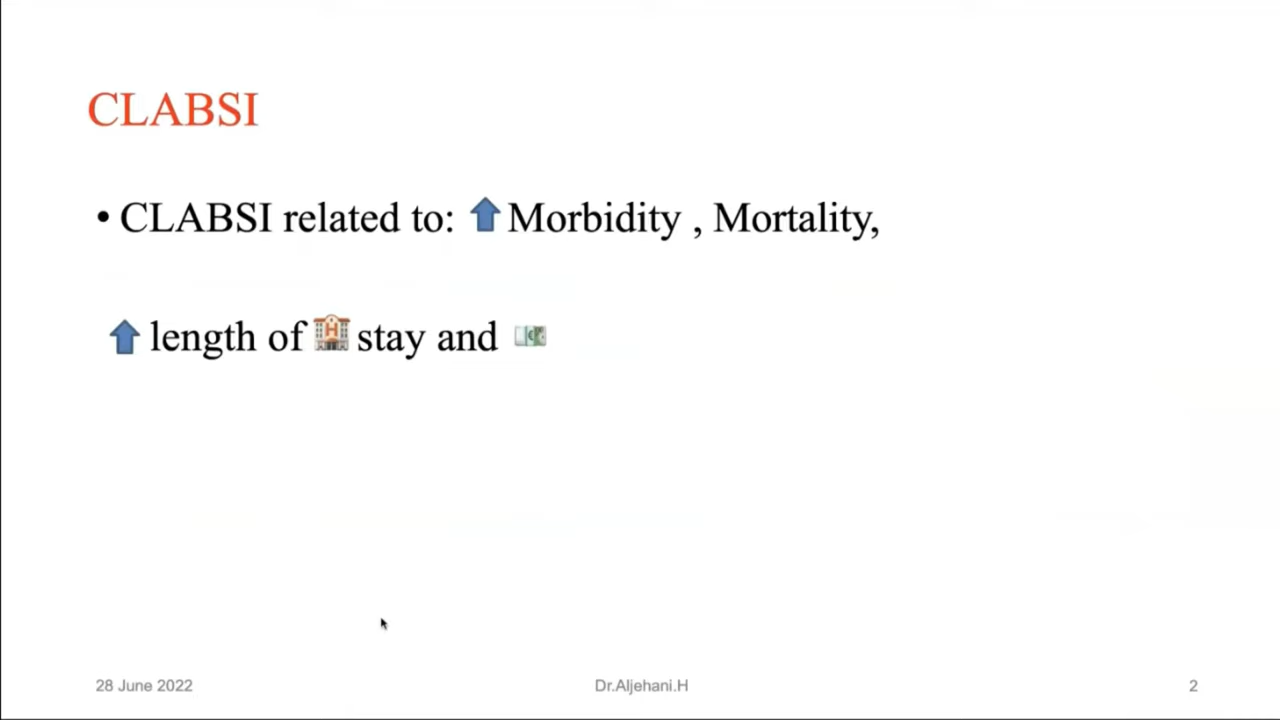 CLABSI
• CLABSI related to: ⬆ Morbidity , Mortality,
⬆ length of 🏨 stay and 💶
28 June 2022
Dr.Aljehani.H
2